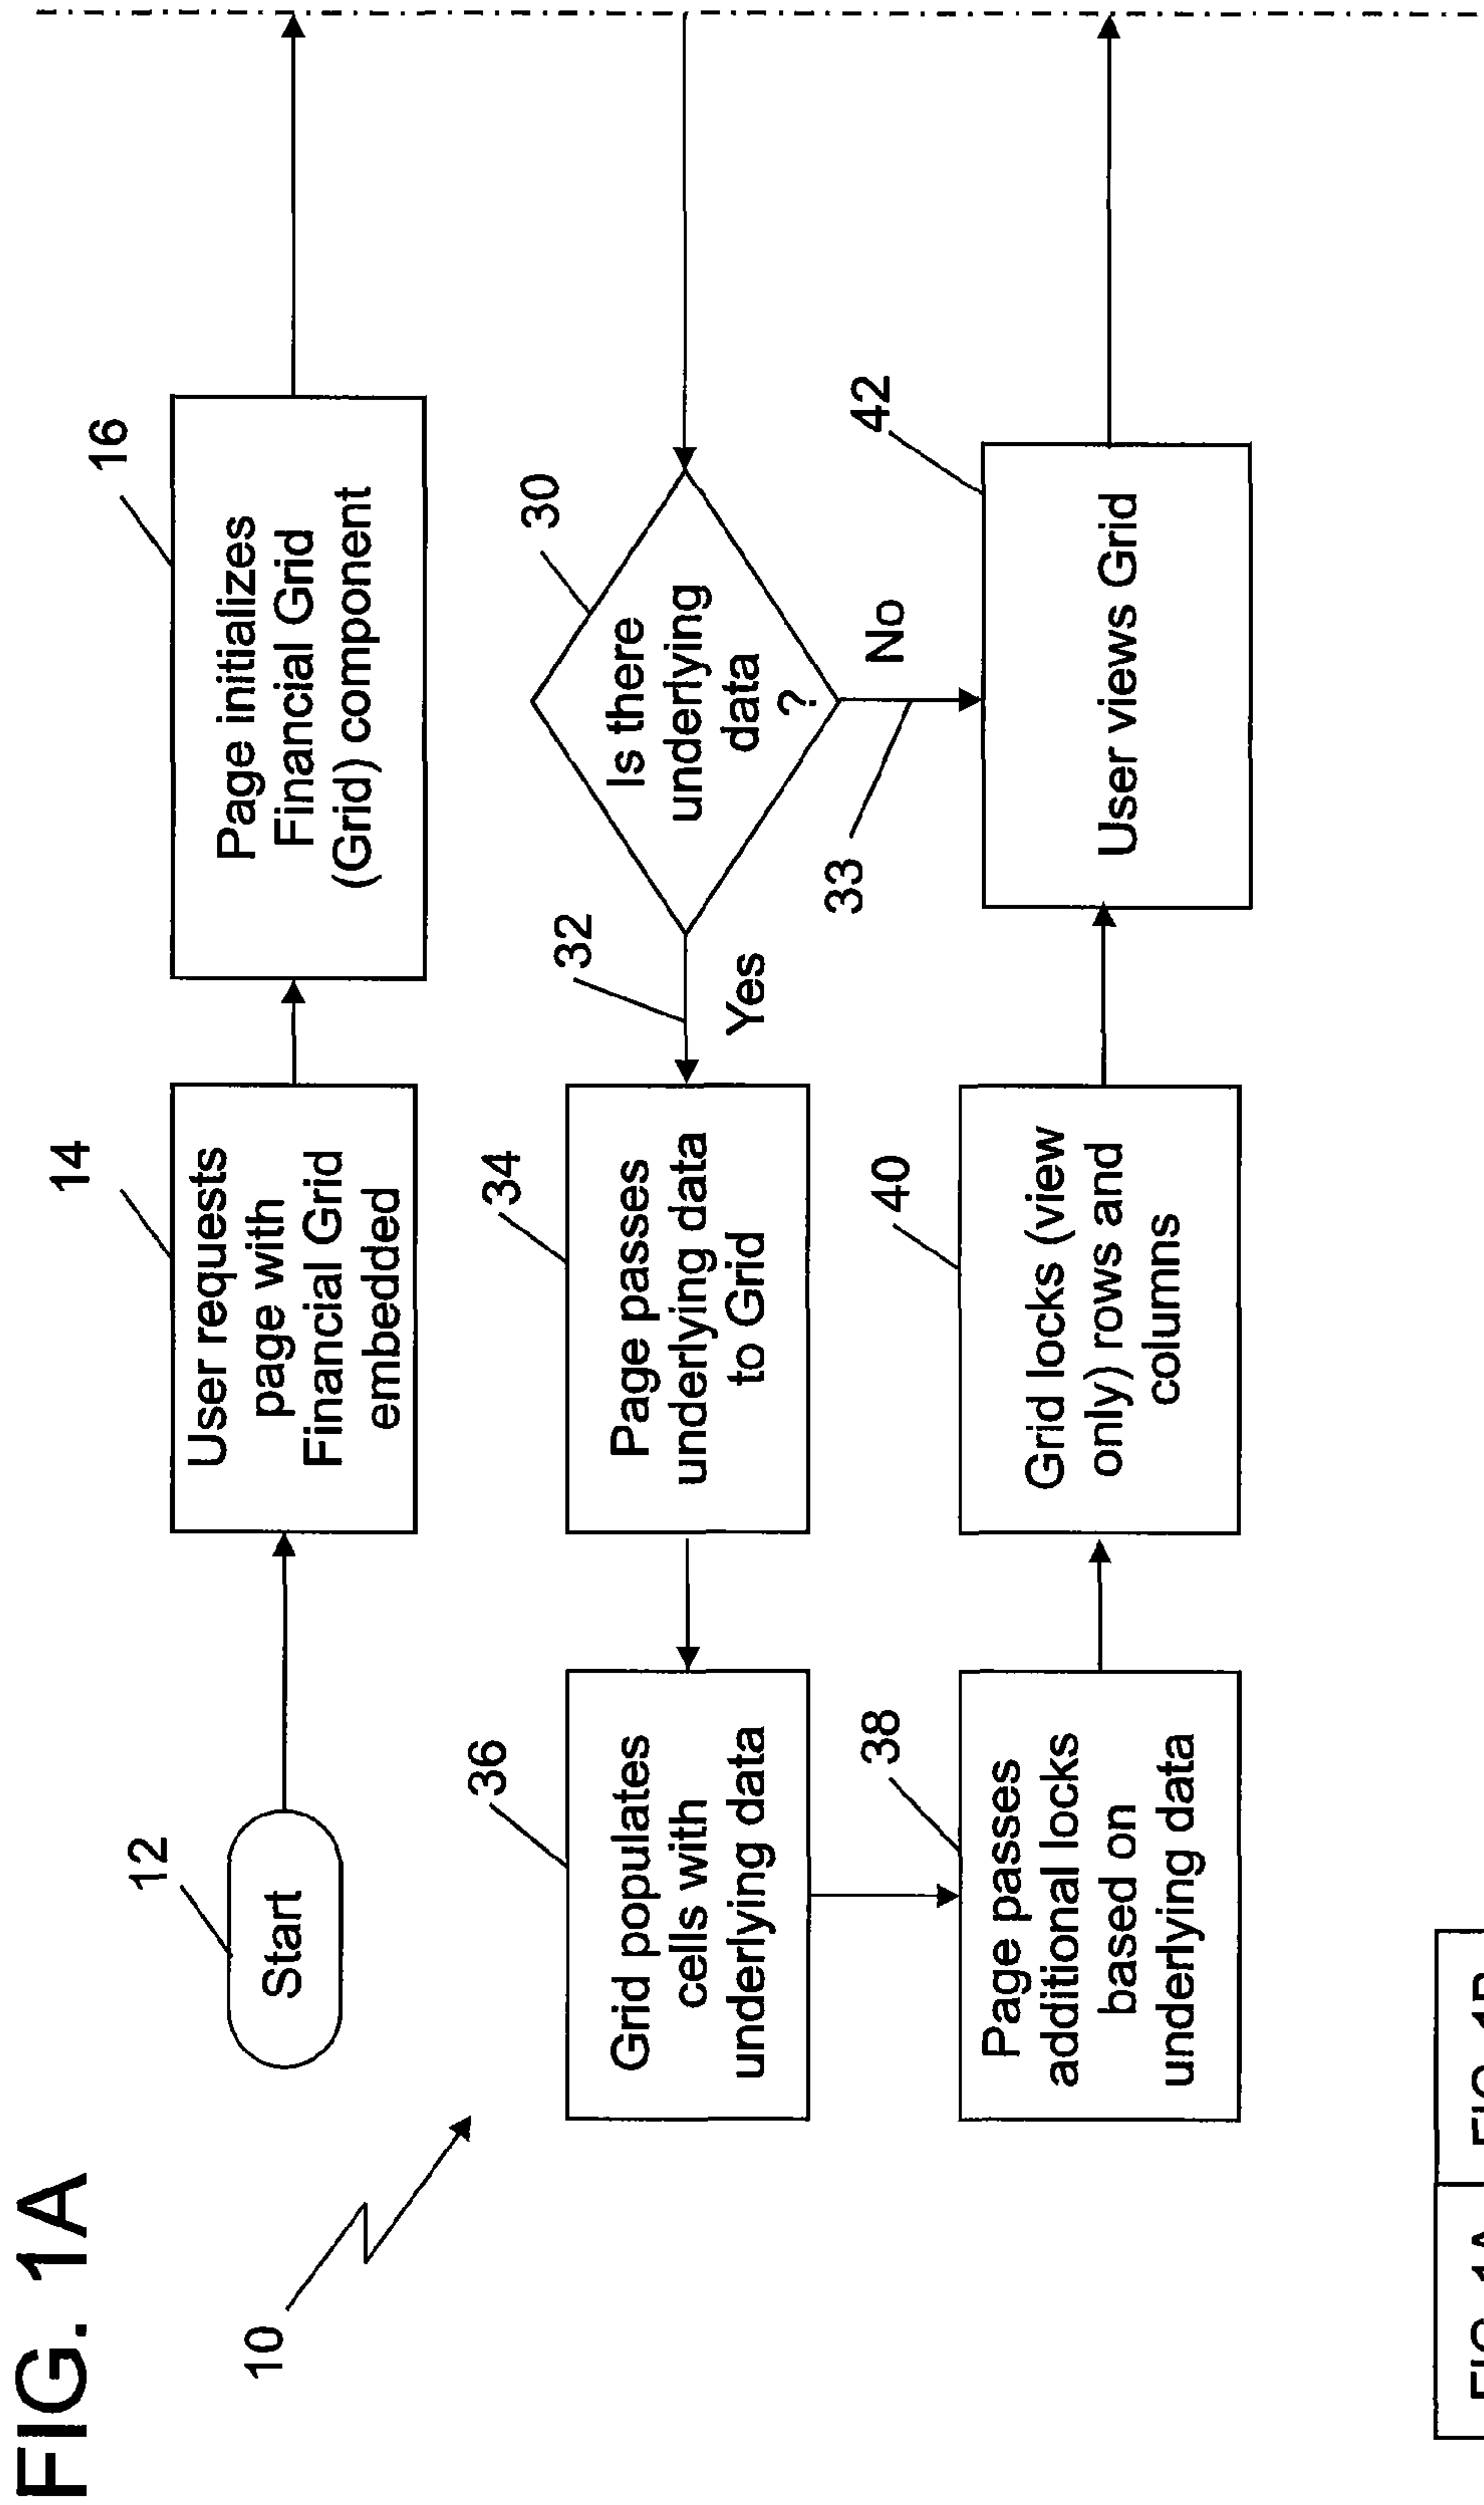 FIG. 1A
10
12
Start
14
User requests
page with
Financial Grid
embedded
16
Page initializes
Financial Grid
(Grid) component
30
Is there
underlying
data
?
32
Yes
33
No
34
Page passes
underlying data
to Grid
36
Grid populates
cells with
underlying data
38
Page passes
additional locks
based on
underlying data
40
Grid locks (view
only) rows and
columns
42
User views Grid